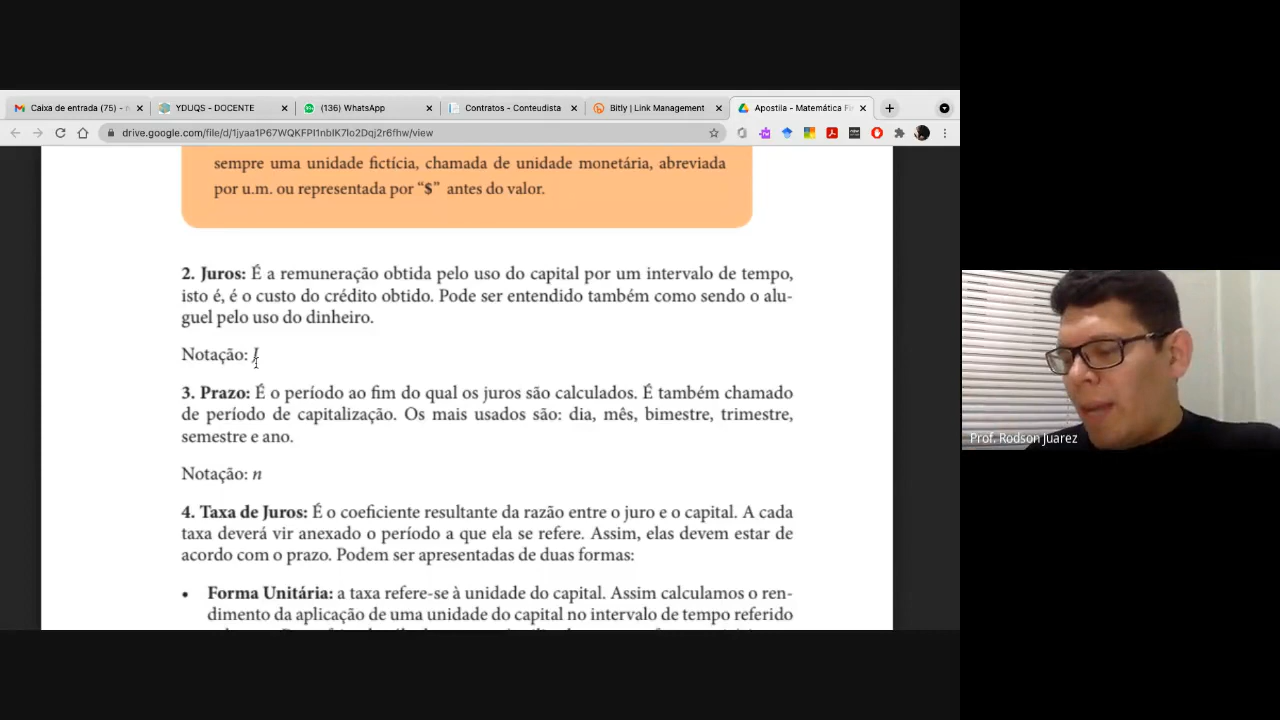 Caixa de entrada (75) -
YDUQS - DOCENTE
(136) WhatsApp
Contratos - Conteudista
Bitly | Link Management
Apostila - Matemática Fi
sempre uma unidade fictícia, chamada de unidade monetária, abreviada
por u.m. ou representada por “$” antes do valor.
2. Juros: É a remuneração obtida pelo uso do capital por um intervalo de tempo,
isto é, é o custo do crédito obtido. Pode ser entendido também como sendo o alu-
guel pelo uso do dinheiro.
Notação:
3. Prazo: É o período ao fim do qual os juros são calculados. É também chamado
de período de capitalização. Os mais usados são: dia, mês, bimestre, trimestre,
semestre e ano.
Notação: n
4. Taxa de Juros: É o coeficiente resultante da razão entre o juro e o capital. A cada
taxa deverá vir anexado o período a que ela se refere. Assim, elas devem estar de
acordo com o prazo. Podem ser apresentadas de duas formas:
• Forma Unitária: a taxa refere-se à unidade do capital. Assim calculamos o ren-
dimento da aplicação de uma unidade do capital no intervalo de tempo referido
Prof. Rodson Juarez